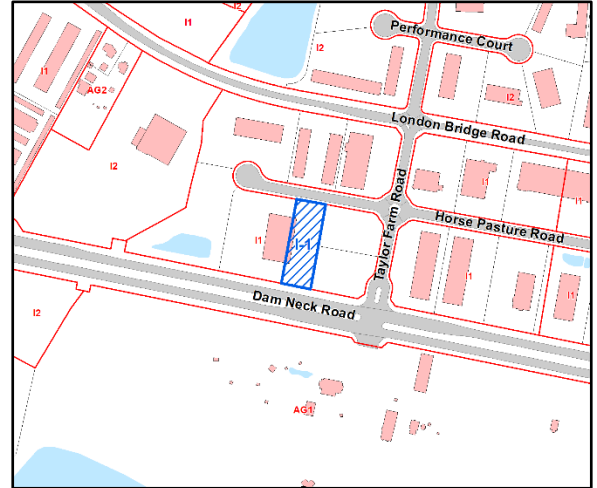 I1
I2
I2
Performance Court
I1
AG2
I2
London Bridge Road
I2
I1
I1
Taylor Farm Road
Horse Pasture Road
I1
I-1
I1
I1
Dam Neck Road
I2
AG1